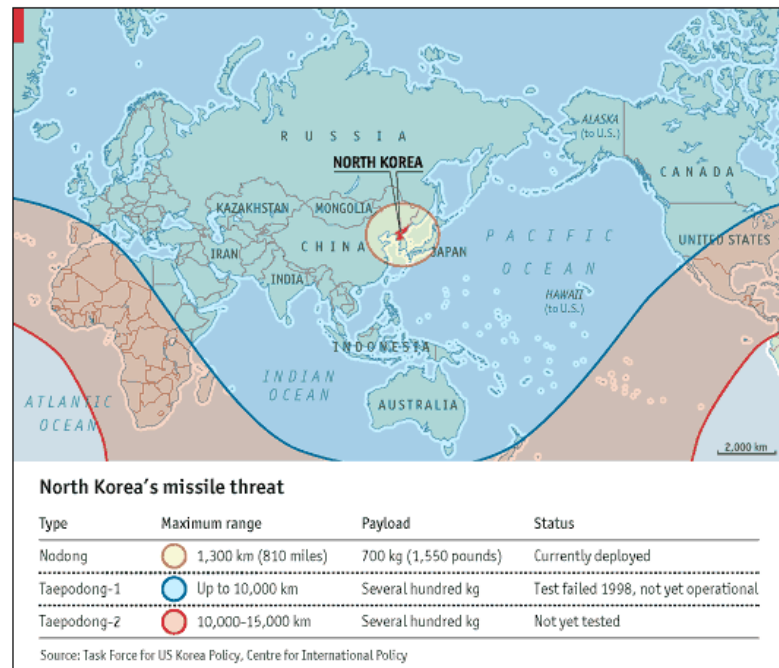 ALASKA
(to U.S.)
RUSSIA
NORTH KOREA
CANADA
KAZAKHSTAN
MONGOLIA
PACIFIC
OCEAN
UNITED STATES
CHINA
JAPAN
IRAN
INDIA
HAWAII
(to U.S.)
INDONESIA
INDIAN
OCEAN
ATLANTIC
OCEAN
AUSTRALIA
2,000 km
North Korea's missile threat
Type Maximum range Payload Status
Nodong 1,300 km (810 miles) 700 kg (1,550 pounds) Currently deployed
Taepodong-1 Up to 10,000 km Several hundred kg Test failed 1998, not yet operational
Taepodong-2 10,000-15,000 km Several hundred kg Not yet tested
Source: Task Force for US Korea Policy, Centre for International Policy